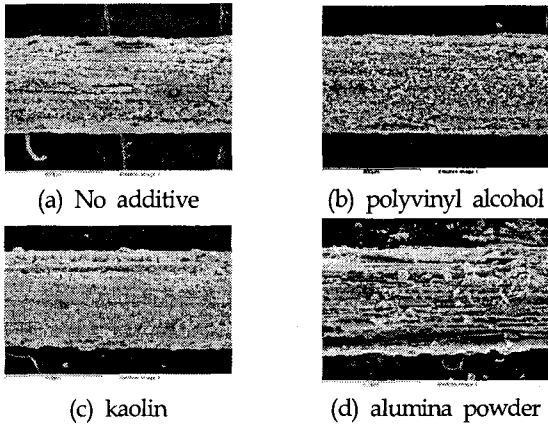 (a) No additive
(b) polyvinyl alcohol
(c) kaolin
(d) alumina powder